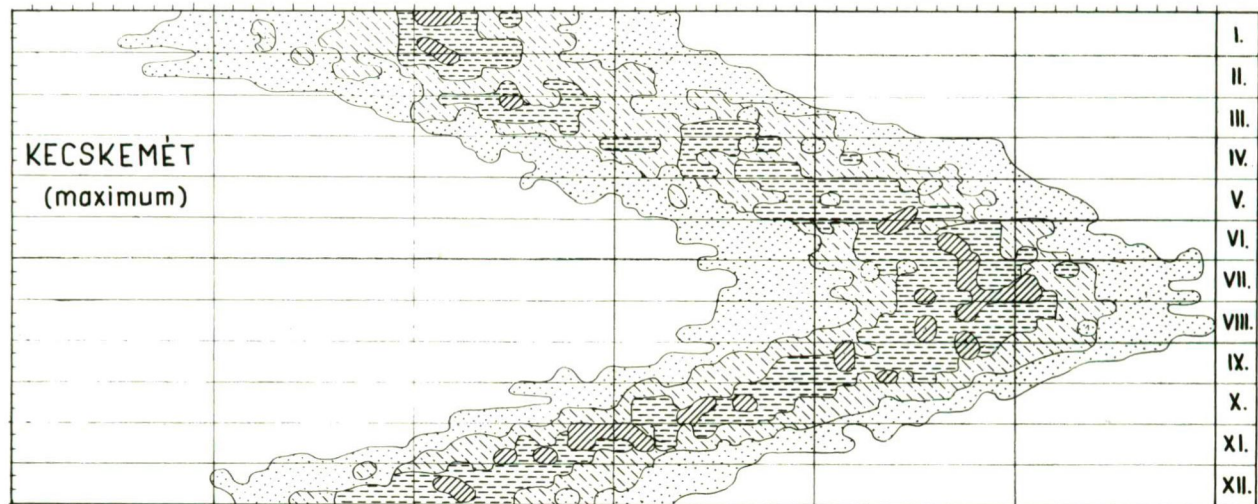 I.
II.
III.
KECSKEMÉT
IV.
(maximum)
V.
VI.
VII.
VIII.
IX.
X.
XI.
XII.